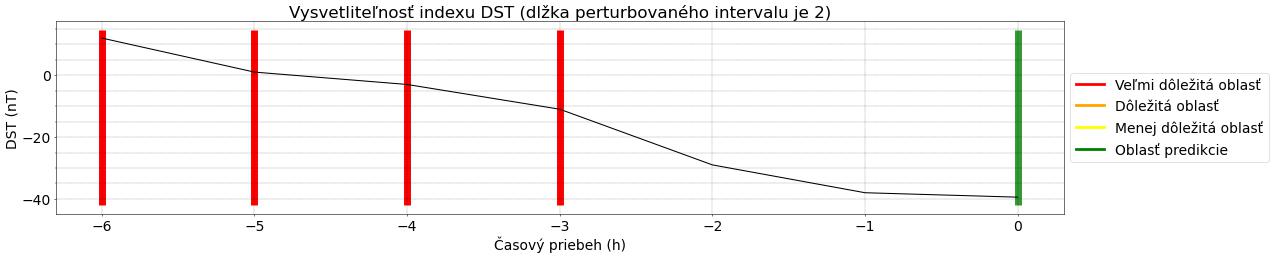 Vysvetliteľnosť indexu DST (dĺžka perturbovaného intervalu je 2)
DST (nT)
0
−20
−40
−6 −5 −4 −3 −2 −1 0
Časový priebeh (h)
Veľmi dôležitá oblasť
Dôležitá oblasť
Menej dôležitá oblasť
Oblasť predikcie